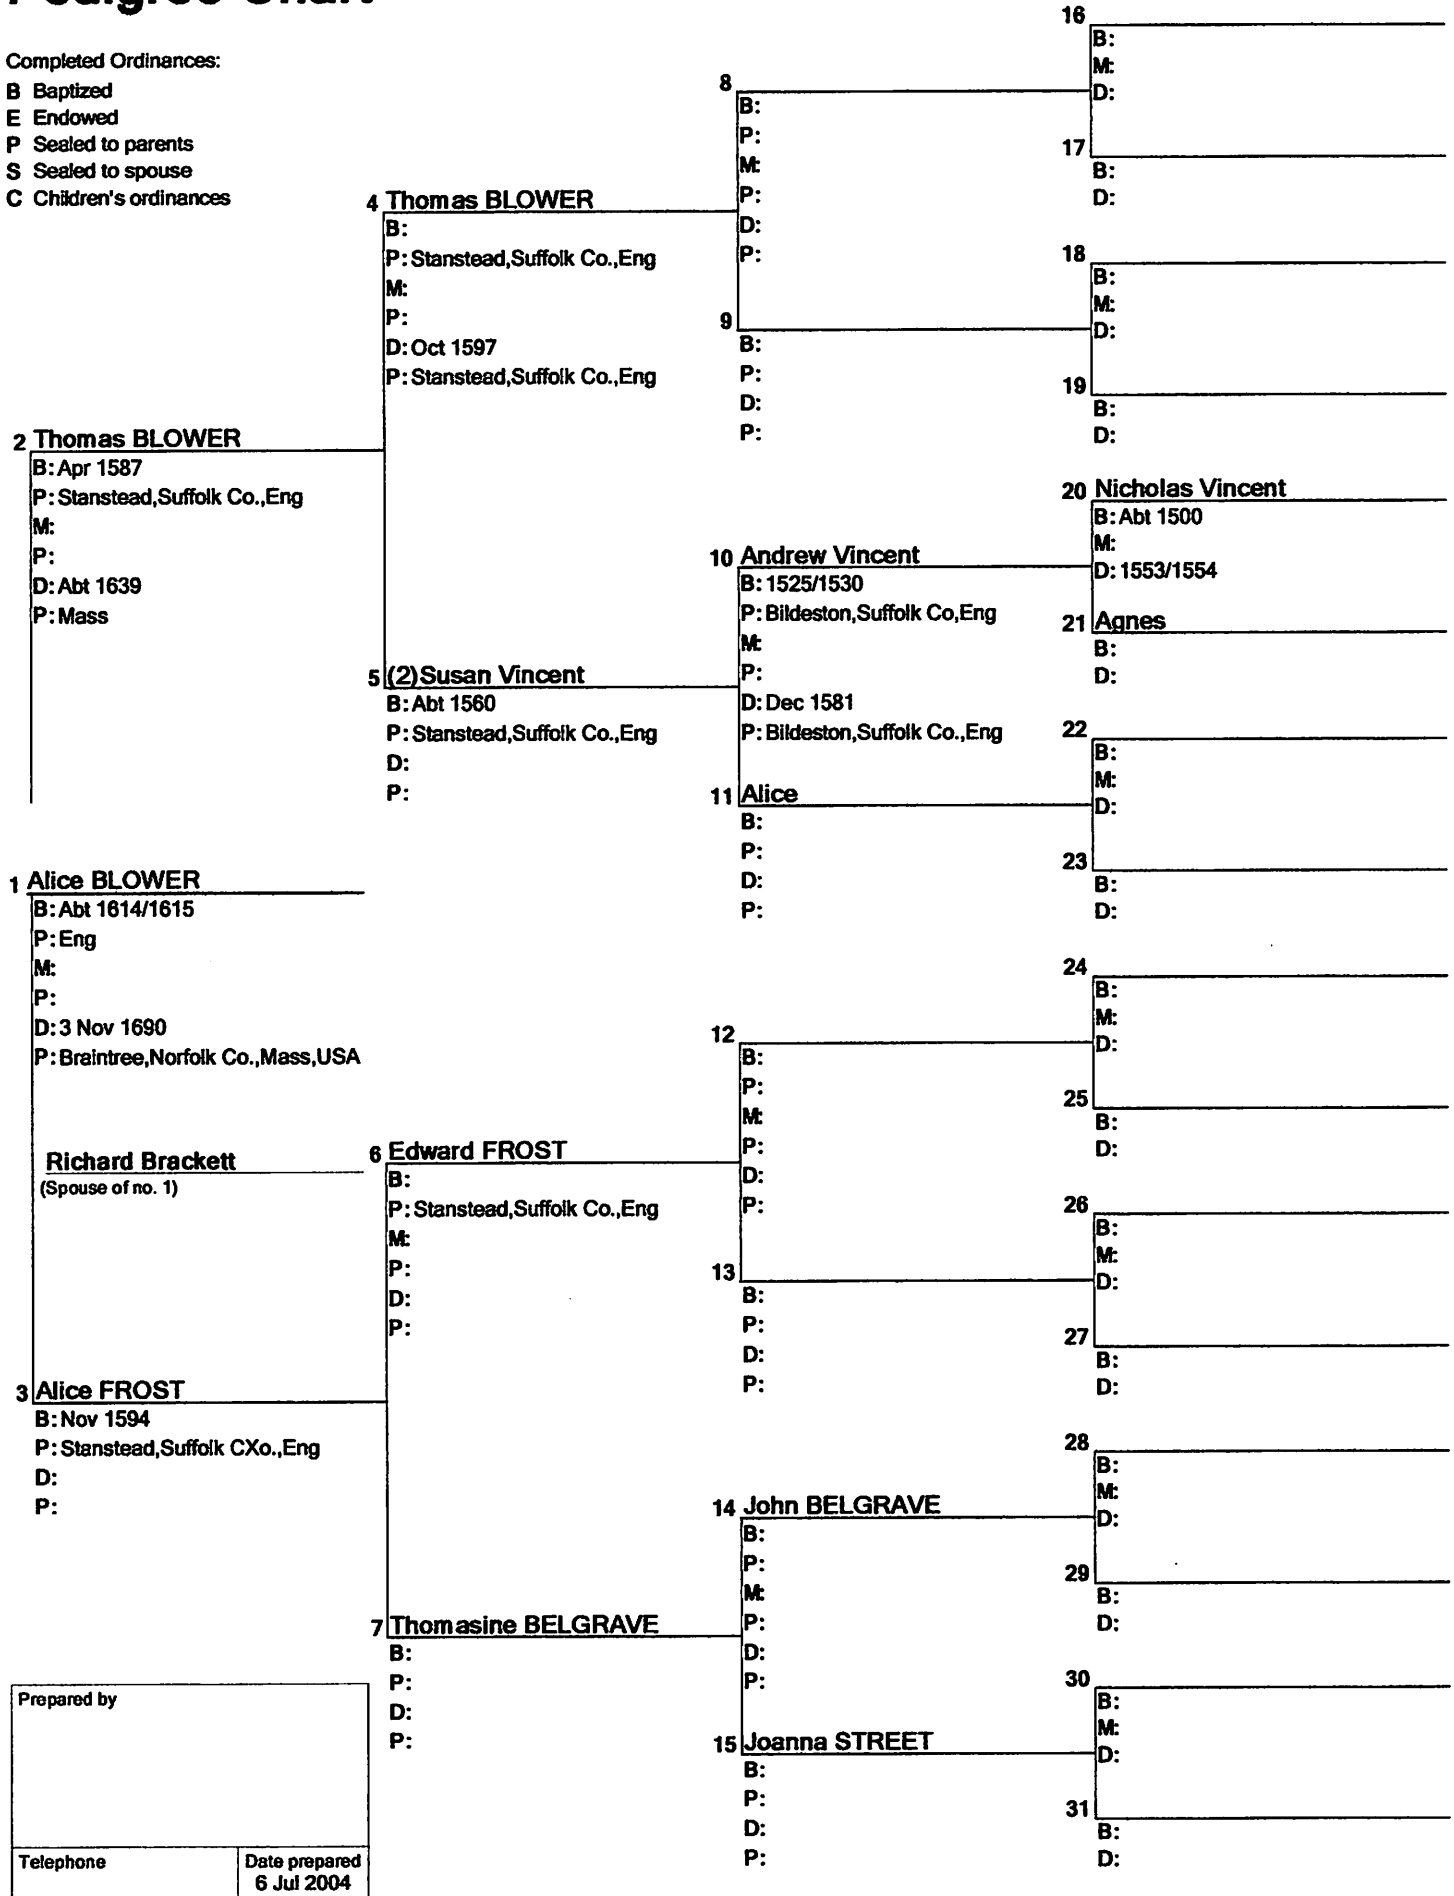 Pedigree Chart
Completed Ordinances:
B Baptized
E Endowed
P Sealed to parents
S Sealed to spouse
C Children's ordinances
2 Thomas BLOWER
B: Apr 1587
P: Stanstead,Suffolk Co.,Eng
M:
P:
D: Abt 1639
P: Mass
1 Alice BLOWER
B: Abt 1614/1615
P: Eng
M:
P:
D: 3 Nov 1690
P: Braintree,Norfolk Co.,Mass,USA
Richard Brackett
(Spouse of no. 1)
3 Alice FROST
B: Nov 1594
P: Stanstead,Suffolk CXo.,Eng
D:
P:
Prepared by
Telephone
Date prepared
6 Jul 2004
4 Thomas BLOWER
B:
P: Stanstead,Suffolk Co.,Eng
M:
P:
D: Oct 1597
P: Stanstead,Suffolk Co.,Eng
5 (2)Susan Vincent
B: Abt 1560
P: Stanstead,Suffolk Co.,Eng
D:
P:
6 Edward FROST
B:
P: Stanstead,Suffolk Co.,Eng
M:
P:
D:
P:
7 Thomasine BELGRAVE
B:
P:
D:
P:
8
B:
P:
M:
P:
D:
P:
9
B:
P:
D:
P:
10 Andrew Vincent
B: 1525/1530
P: Bildeston,Suffolk Co,Eng
M:
P:
D: Dec 1581
P: Bildeston,Suffolk Co.,Eng
11 Alice
B:
P:
D:
P:
12
B:
P:
M:
P:
D:
P:
13
B:
P:
D:
P:
14 John BELGRAVE
B:
P:
M:
P:
D:
P:
15 Joanna STREET
B:
P:
D:
P:
16
B:
M:
D:
17
B:
D:
18
B:
M:
D:
19
B:
D:
20 Nicholas Vincent
B: Abt 1500
M:
D: 1553/1554
21 Agnes
B:
D:
22
B:
M:
D:
23
B:
D:
24
B:
M:
D:
25
B:
D:
26
B:
M:
D:
27
B:
D:
28
B:
M:
D:
29
B:
D:
30
B:
M:
D:
31
B:
D: